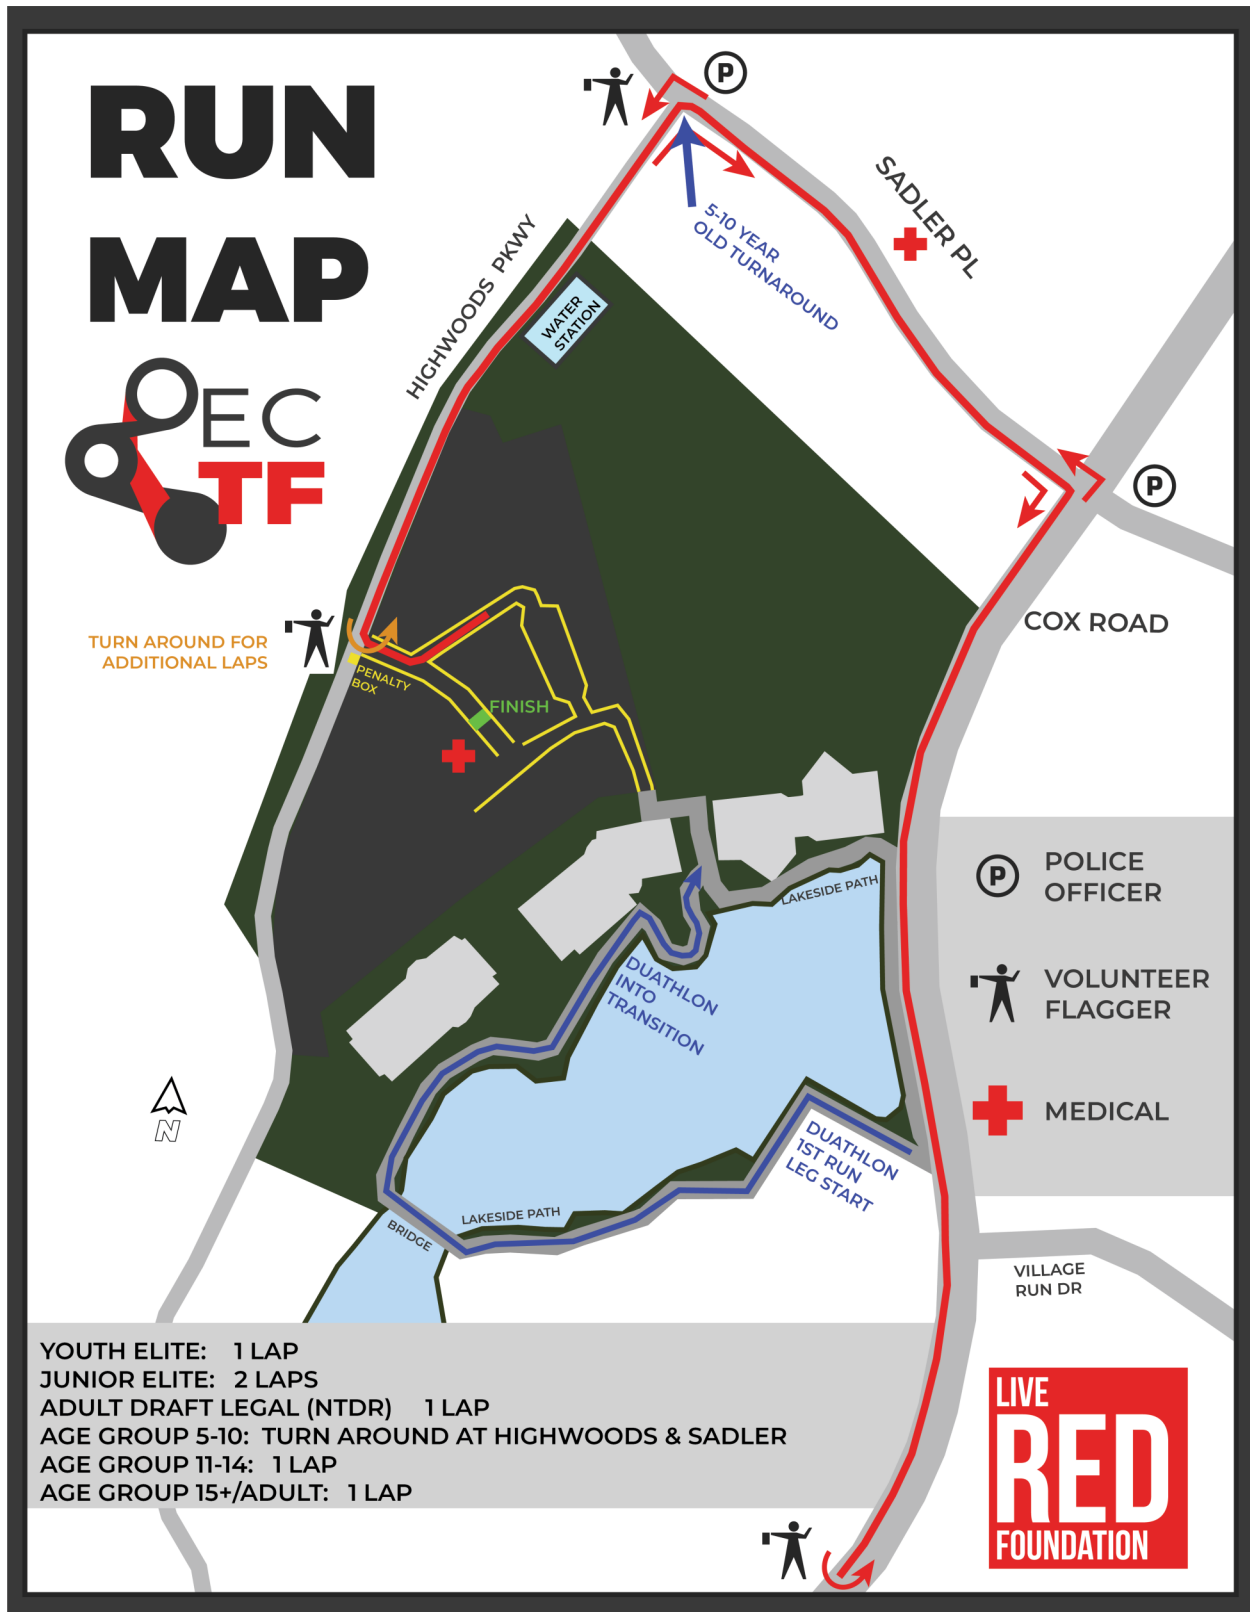 RUN
MAP
EC
TF
P
SADLER PL
5-10 YEAR
OLD TURNAROUND
HIGHWOODS PKWY
WATER
STATION
P
COX ROAD
TURN AROUND FOR
ADDITIONAL LAPS
PENALTY
BOX
FINISH
LAKESIDE PATH
P
POLICE
OFFICER
VOLUNTEER
FLAGGER
MEDICAL
DUATHLON
INTO
TRANSITION
N
DUATHLON
1ST RUN
LEG START
LAKESIDE PATH
BRIDGE
VILLAGE
RUN DR
YOUTH ELITE: 1 LAP
JUNIOR ELITE: 2 LAPS
ADULT DRAFT LEGAL (NTDR) 1 LAP
AGE GROUP 5-10: TURN AROUND AT HIGHWOODS & SADLER
AGE GROUP 11-14: 1 LAP
AGE GROUP 15+/ADULT: 1 LAP
LIVE
RED
FOUNDATION